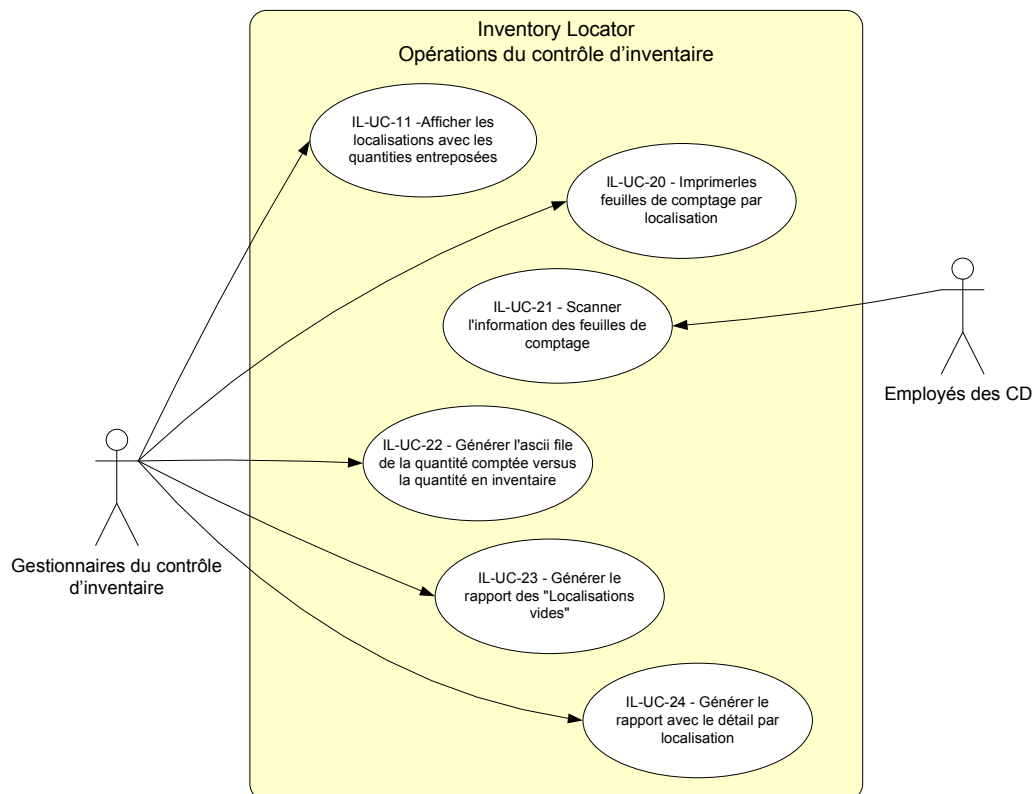 Inventory Locator
Opérations du contrôle d'inventaire
IL-UC-11 -Afficher les
localisations avec les
quantities entreposées
IL-UC-20 - Imprimerles
feuilles de comptage par
localisation
IL-UC-21 - Scanner
l'information des feuilles de
comptage
Employés des CD
IL-UC-22 - Générer l'ascii file
de la quantité comptée versus
la quantité en inventaire
Gestionnaires du contrôle
d'inventaire
IL-UC-23 - Générer le
rapport des "Localisations
vides"
IL-UC-24 - Générer le
rapport avec le détail par
localisation